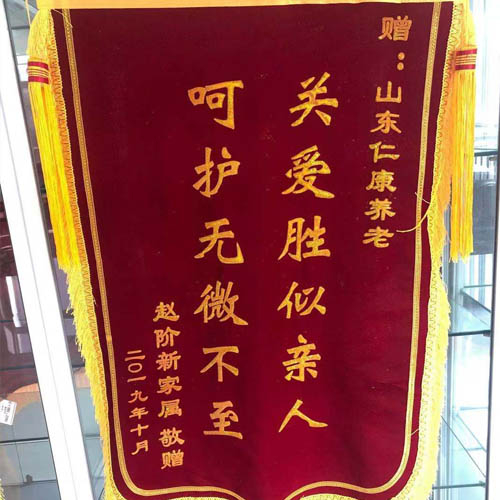 赠：山东仁康养老
关爱胜似亲人
呵护无微不至
赵阶新家属 敬赠
二〇一九年十月